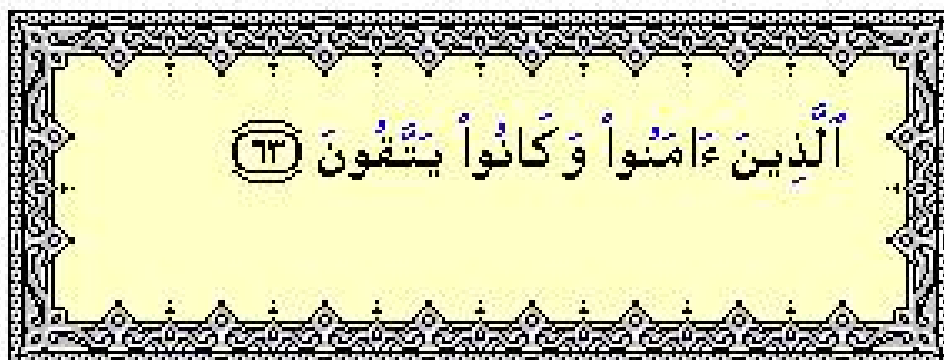 ٱلَّذِينَ ءَامَنُواْ وَكَانُواْ يَتَّقُونَ ٦٣